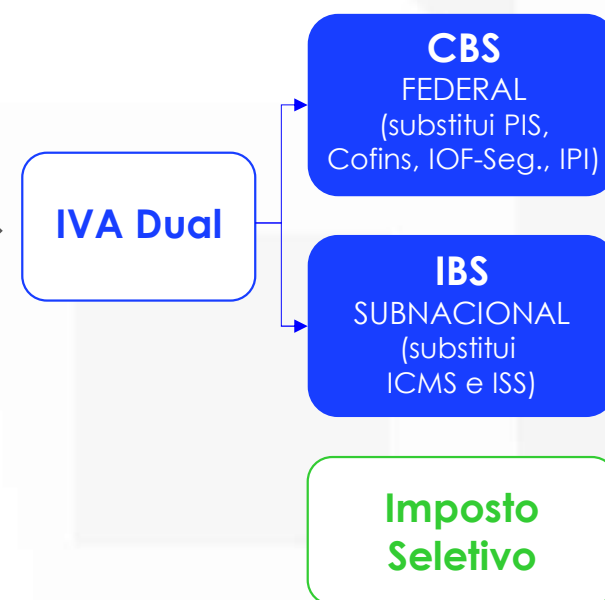 IVA Dual
CBS
FEDERAL
(substitui PIS,
Cofins, IOF-Seg., IPI)
IBS
SUBNACIONAL
(substitui
ICMS e ISS)
Imposto
Seletivo